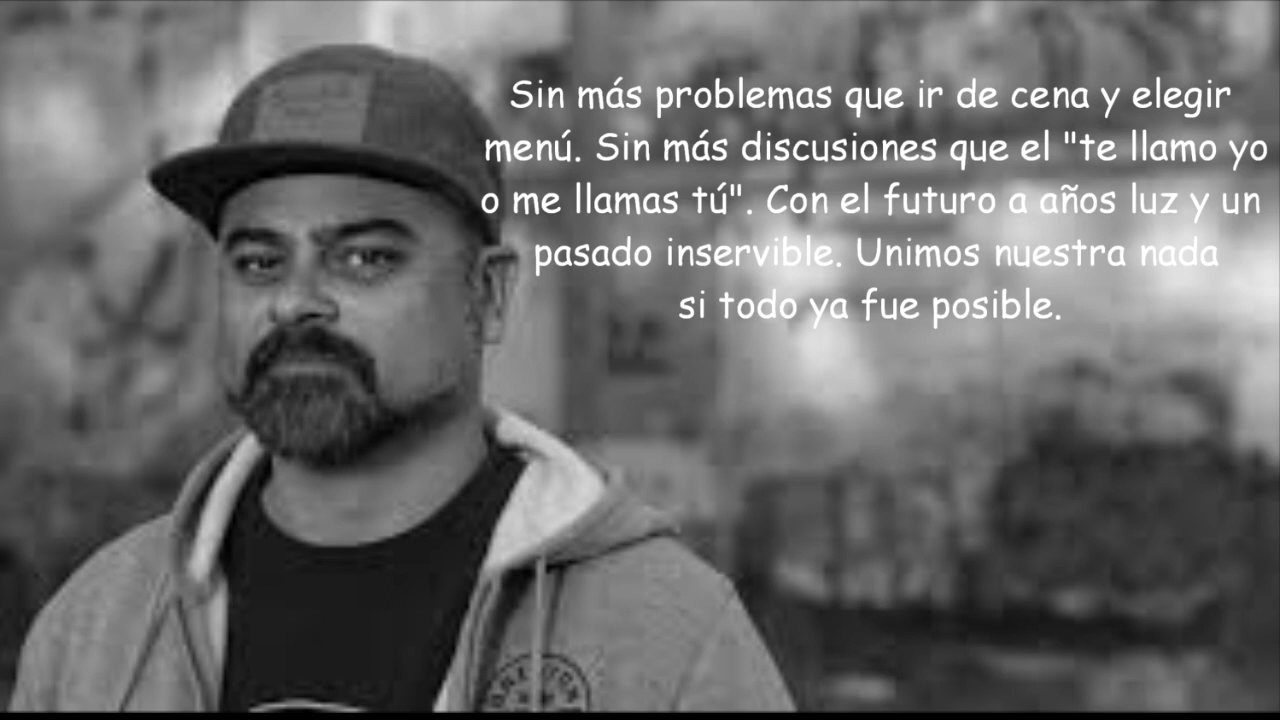 Sin más problemas que ir de cena y elegir
menú. Sin más discusiones que el "te llamo yo
o me llamas tú". Con el futuro a años luz y un
pasado inservible. Unimos nuestra nada
si todo ya fue posible.